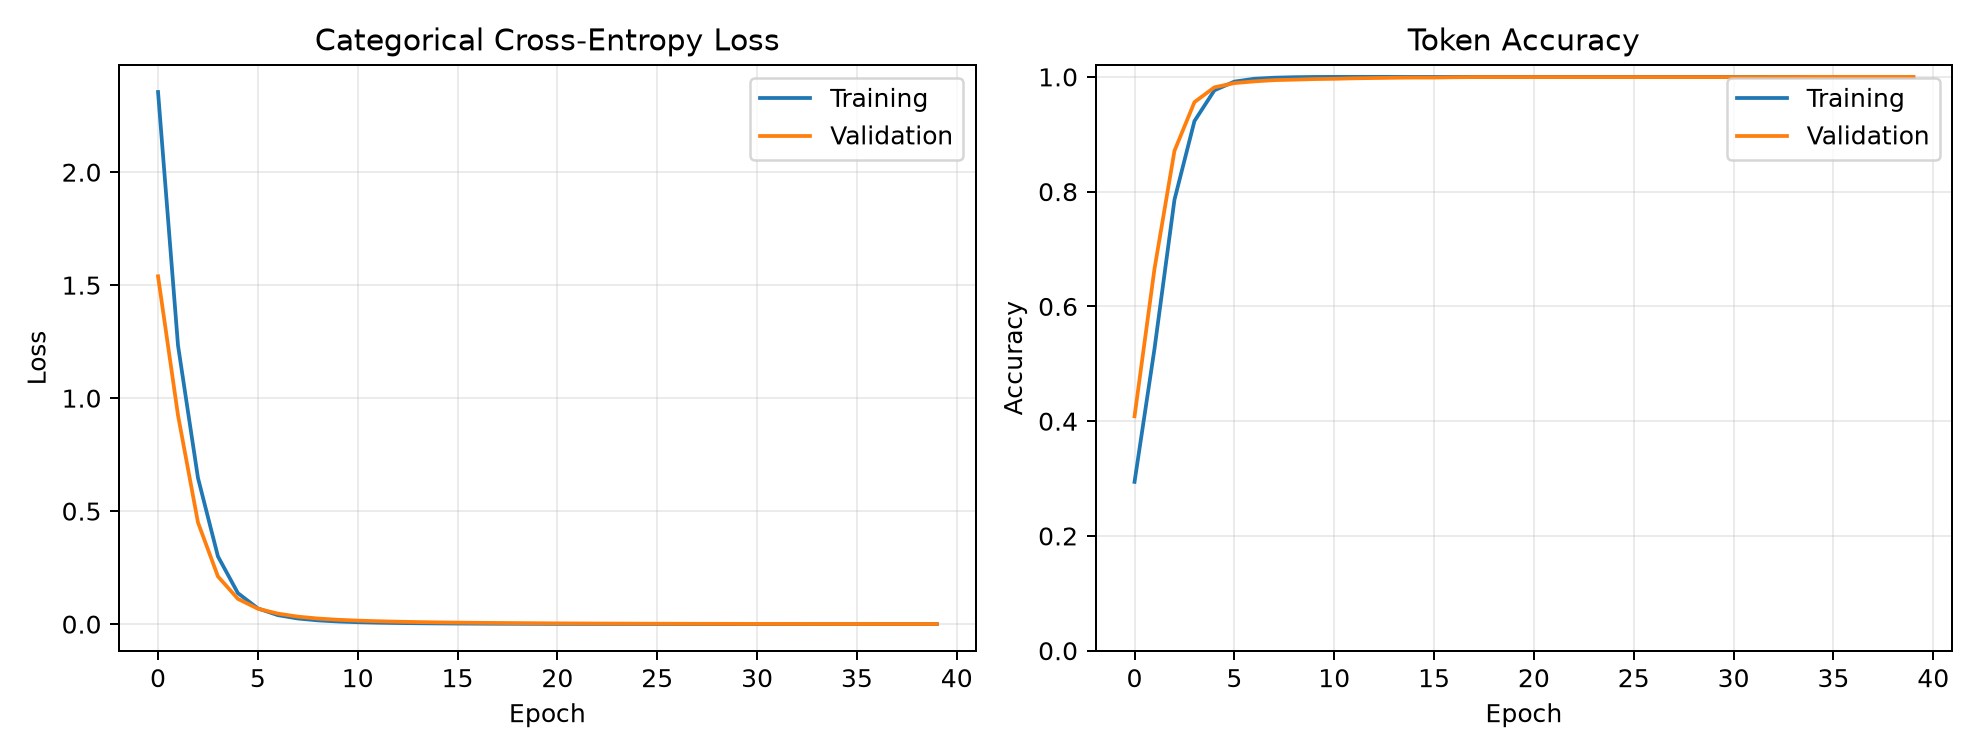 Categorical Cross-Entropy Loss
Training
Validation
2.0
1.5
1.0
0.5
0.0
Loss
0 5 10 15 20 25 30 35 40
Epoch
Token Accuracy
Training
Validation
1.0
0.8
0.6
0.4
0.2
0.0
Accuracy
0 5 10 15 20 25 30 35 40
Epoch